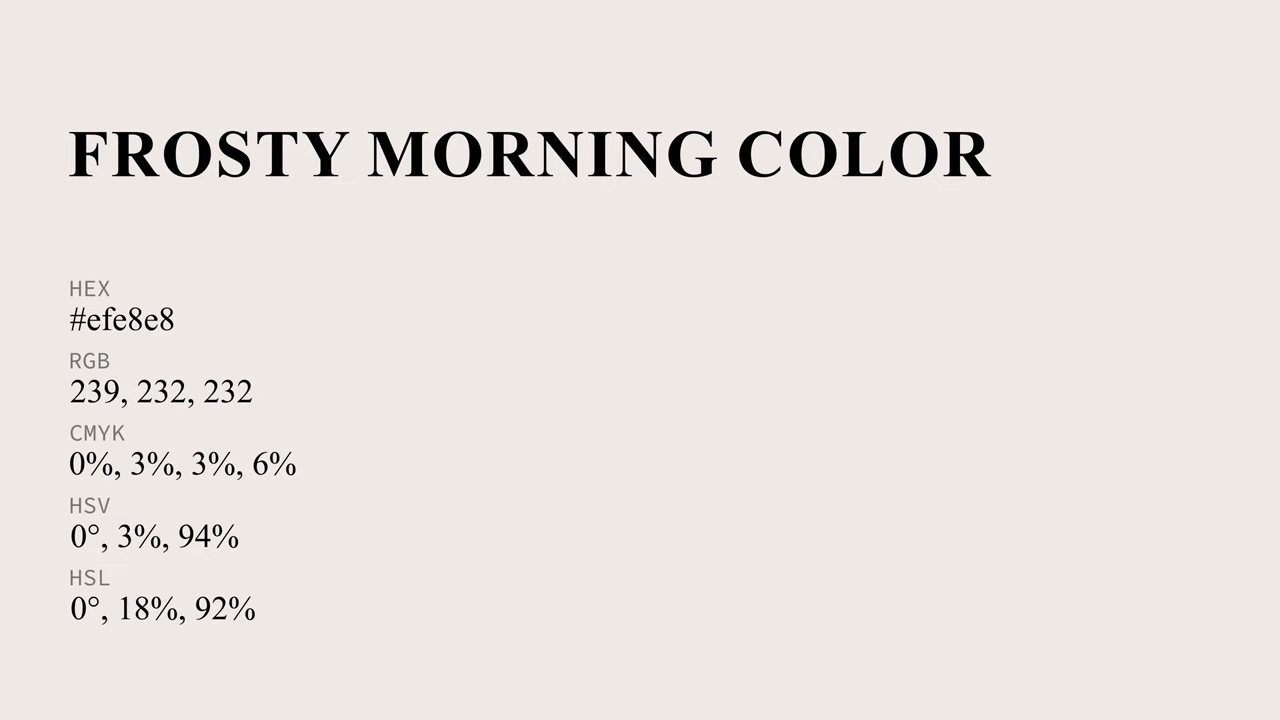 FROSTY MORNING COLOR
HEX
#efe8e8
RGB
239, 232, 232
CMYK
0%, 3%, 3%, 6%
HSV
0°, 3%, 94%
HSL
0°, 18%, 92%